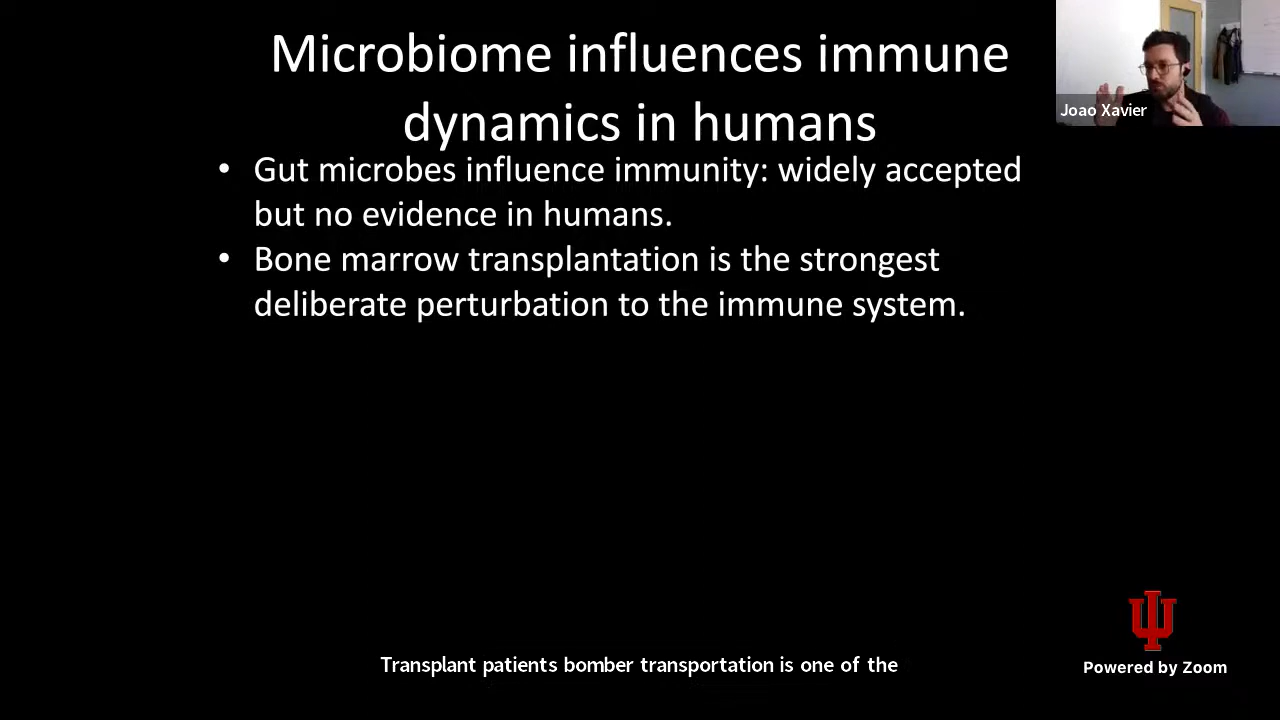 Microbiome influences immune
dynamics in humans
Joao Xavier
• Gut microbes influence immunity: widely accepted
but no evidence in humans.
• Bone marrow transplantation is the strongest
deliberate perturbation to the immune system.
Transplant patients bomber transportation is one of the
Powered by Zoom